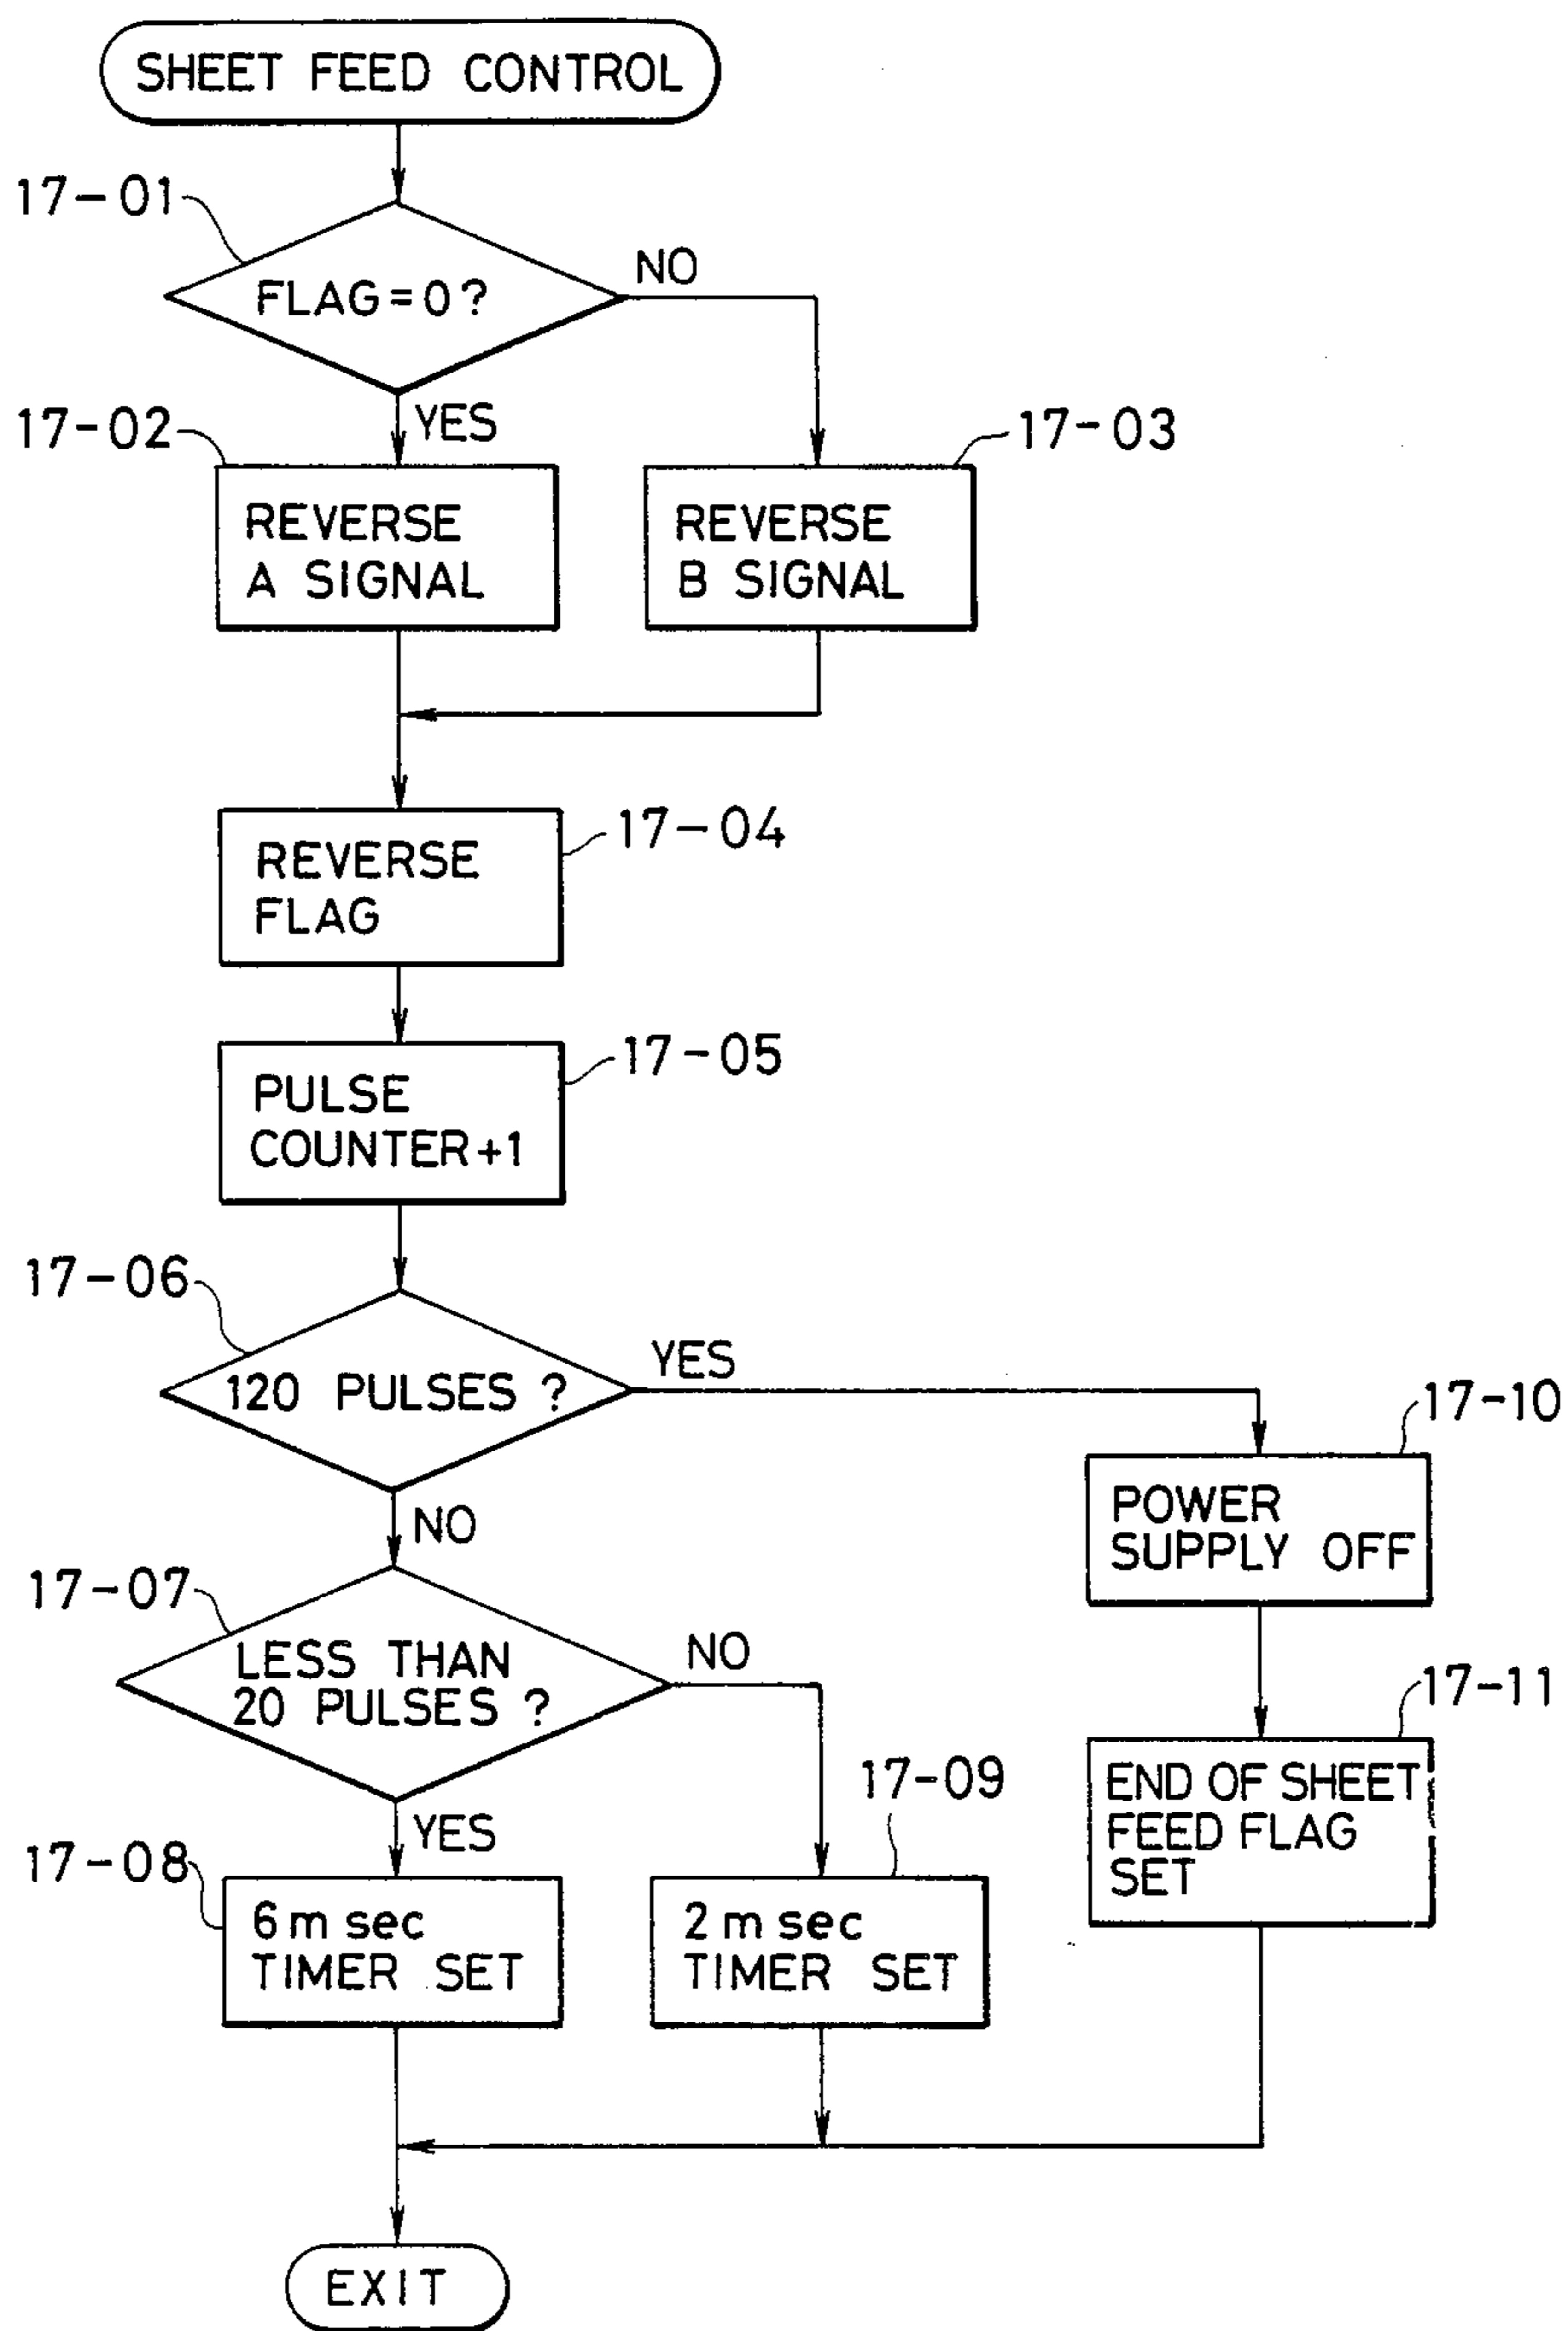 SHEET FEED CONTROL
17-01
FLAG=0?
NO
YES
17-02
REVERSE
A SIGNAL
17-03
REVERSE
B SIGNAL
17-04
REVERSE
FLAG
17-05
PULSE
COUNTER+1
17-06
120 PULSES ?
YES
NO
17-10
POWER
SUPPLY OFF
17-07
LESS THAN
20 PULSES ?
NO
YES
17-11
END OF SHEET
FEED FLAG
SET
17-08
6 m sec
TIMER SET
17-09
2 m sec
TIMER SET
EXIT